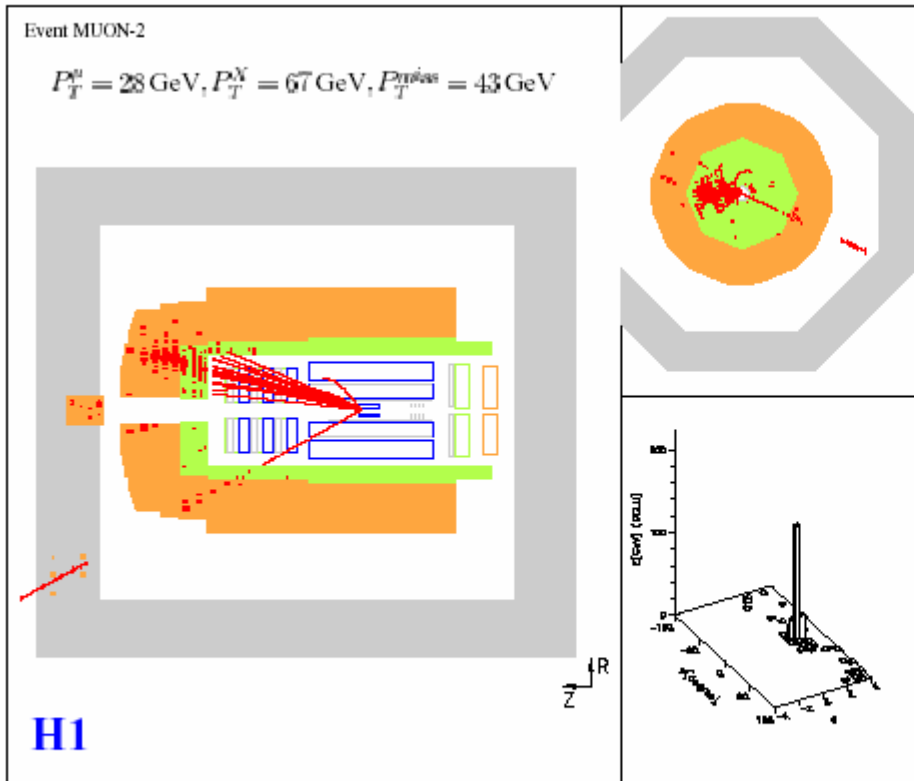 Event MUON-2
P_T^μ = 28 GeV, P_T^X = 67 GeV, P_T^miss = 43 GeV
R
Z
H1